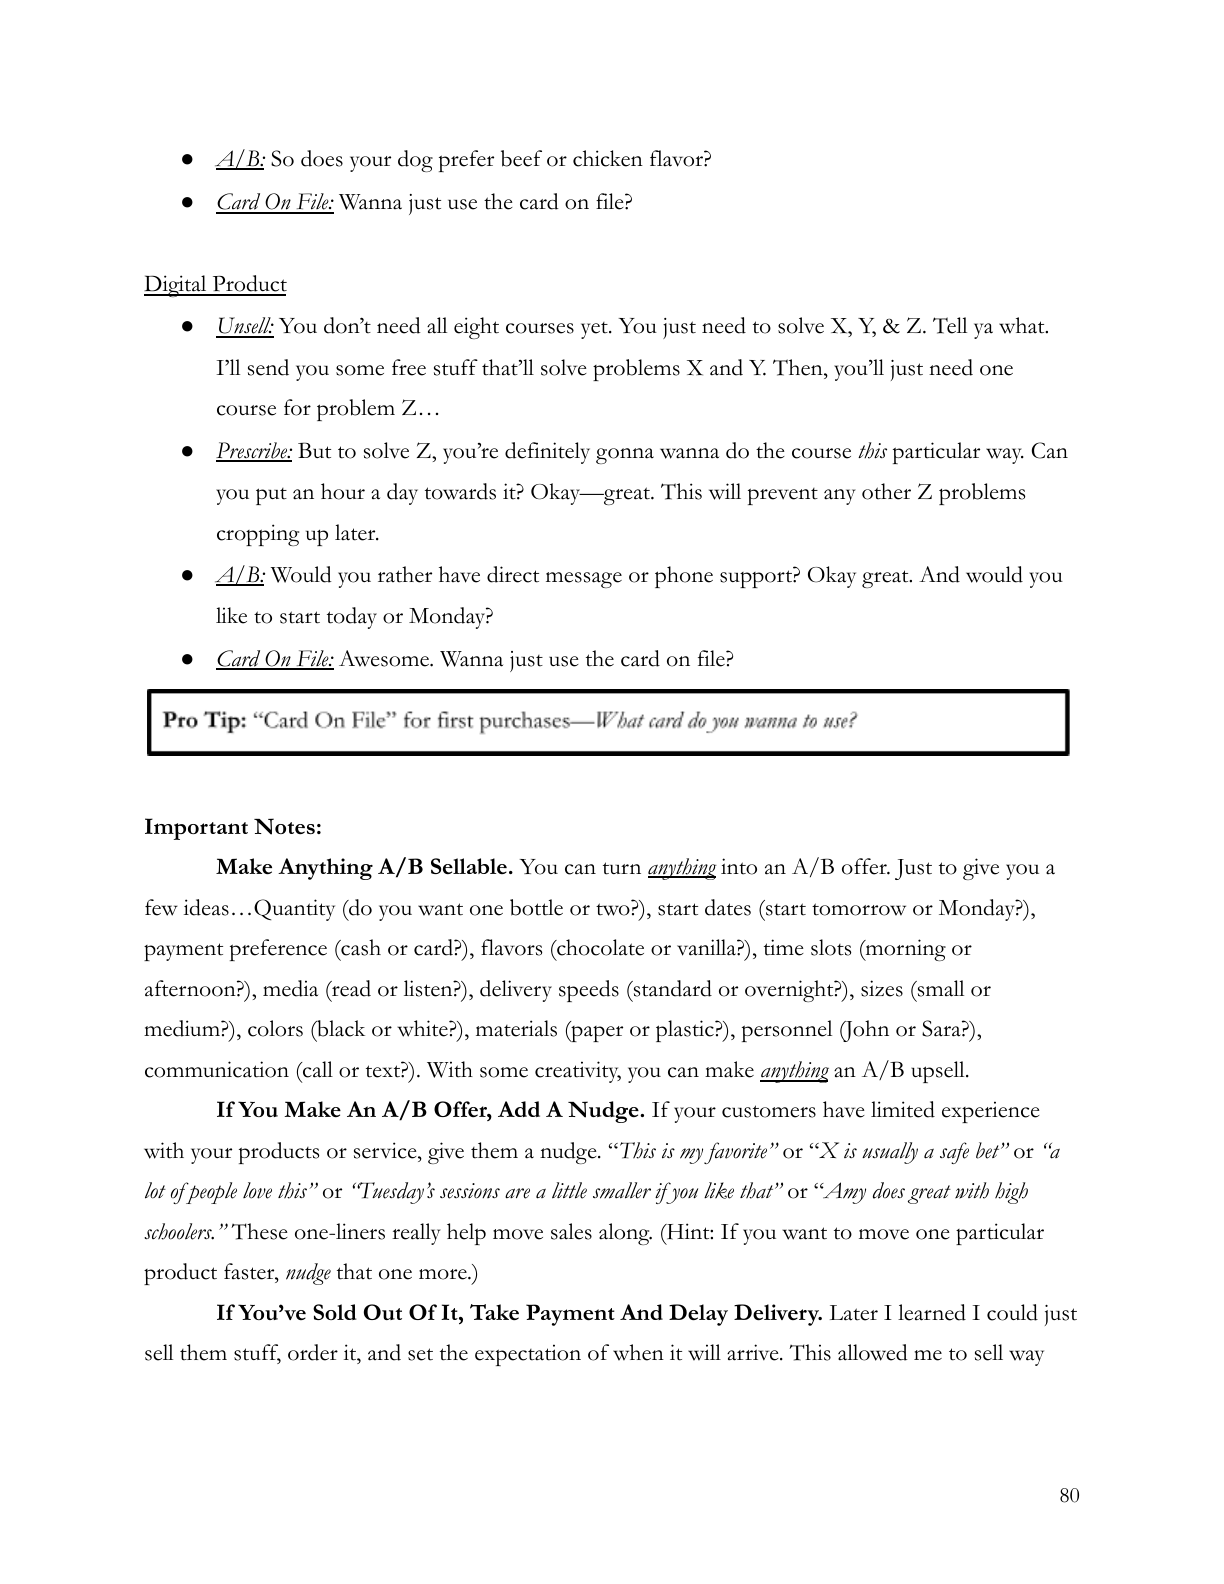 ● A/B: So does your dog prefer beef or chicken flavor?
● Card On File: Wanna just use the card on file?
Digital Product
● Unsell: You don’t need all eight courses yet. You just need to solve X, Y, & Z. Tell ya what.
I’ll send you some free stuff that’ll solve problems X and Y. Then, you’ll just need one
course for problem Z…
● Prescribe: But to solve Z, you’re definitely gonna wanna do the course this particular way. Can
you put an hour a day towards it? Okay—great. This will prevent any other Z problems
cropping up later.
● A/B: Would you rather have direct message or phone support? Okay great. And would you
like to start today or Monday?
● Card On File: Awesome. Wanna just use the card on file?
Pro Tip: “Card On File” for first purchases—What card do you wanna to use?
Important Notes:
Make Anything A/B Sellable. You can turn anything into an A/B offer. Just to give you a
few ideas…Quantity (do you want one bottle or two?), start dates (start tomorrow or Monday?),
payment preference (cash or card?), flavors (chocolate or vanilla?), time slots (morning or
afternoon?), media (read or listen?), delivery speeds (standard or overnight?), sizes (small or
medium?), colors (black or white?), materials (paper or plastic?), personnel (John or Sara?),
communication (call or text?). With some creativity, you can make anything an A/B upsell.
If You Make An A/B Offer, Add A Nudge. If your customers have limited experience
with your products or service, give them a nudge. “This is my favorite” or “X is usually a safe bet” or “a
lot of people love this” or “Tuesday’s sessions are a little smaller if you like that” or “Amy does great with high
schoolers.” These one-liners really help move sales along. (Hint: If you want to move one particular
product faster, nudge that one more.)
If You’ve Sold Out Of It, Take Payment And Delay Delivery. Later I learned I could just
sell them stuff, order it, and set the expectation of when it will arrive. This allowed me to sell way
80